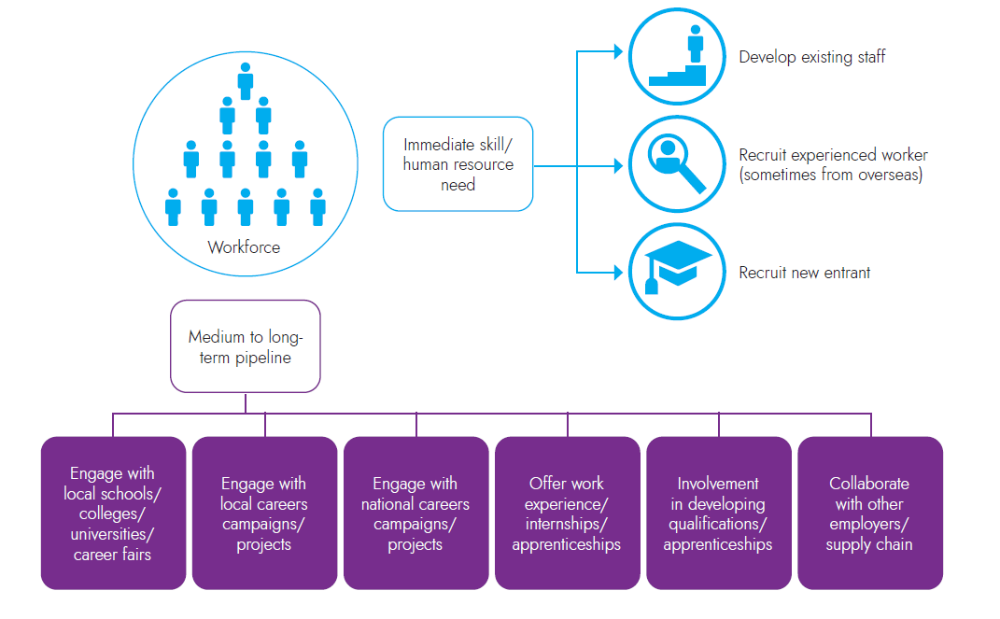 Workforce
Immediate skill/
human resource
need
Develop existing staff
Recruit experienced worker
(sometimes from overseas)
Recruit new entrant
Medium to long-
term pipeline
Engage with
local schools/
colleges/
universities/
career fairs
Engage with
local careers
campaigns/
projects
Engage with
national careers
campaigns/
projects
Offer work
experience/
internships/
apprenticeships
Involvement
in developing
qualifications/
apprenticeships
Collaborate
with other
employers/
supply chain